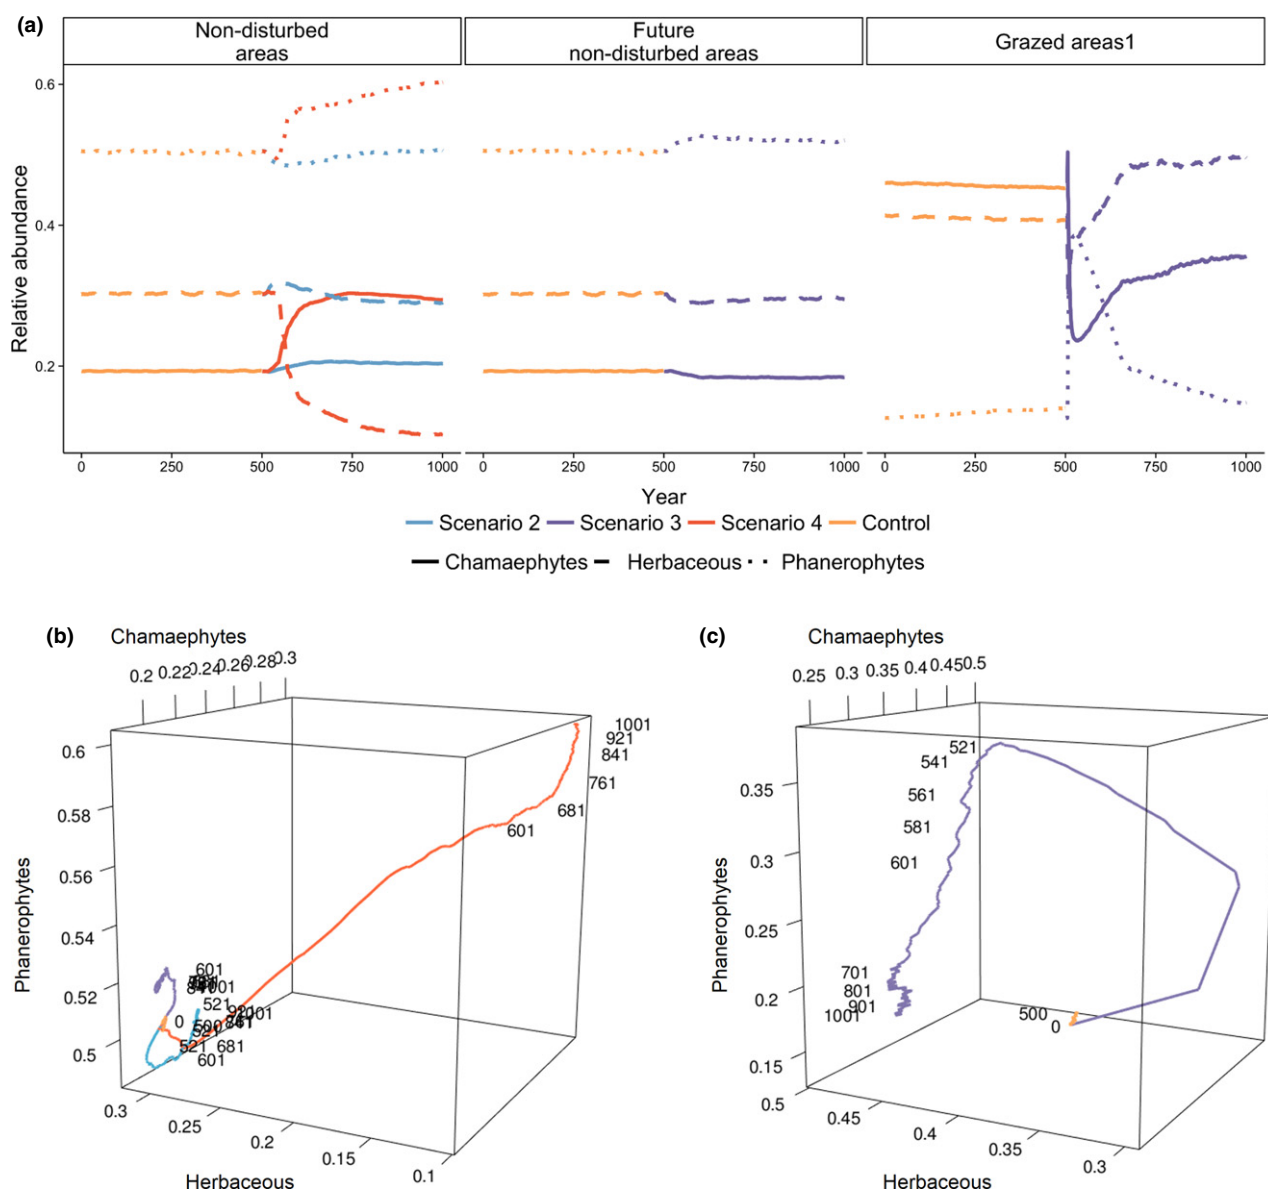 (a)
Non-disturbed
areas
Future
non-disturbed areas
Grazed areas1
Relative abundance
0.6
0.4
0.2
0 250 500 750 1000
0 250 500 750 1000
0 250 500 750 1000
Year
Scenario 2 Scenario 3 Scenario 4 Control
Chamaephytes Herbaceous Phanerophytes
(b)
Chamaephytes
0.2 0.22 0.24 0.26 0.28 0.3
Phanerophytes
0.6
0.58
0.56
0.54
0.52
0.5
0.3
0.25
0.2
0.15
0.1
Herbaceous
1001
921
841
761
681
601
601
521
0
521
681
601
(c)
Chamaephytes
0.25 0.3 0.35 0.4 0.45 0.5
Phanerophytes
0.35
0.3
0.25
0.2
0.15
0.5
0.45
0.4
0.35
0.3
Herbaceous
521
541
561
581
601
701
801
901
1001
500
0